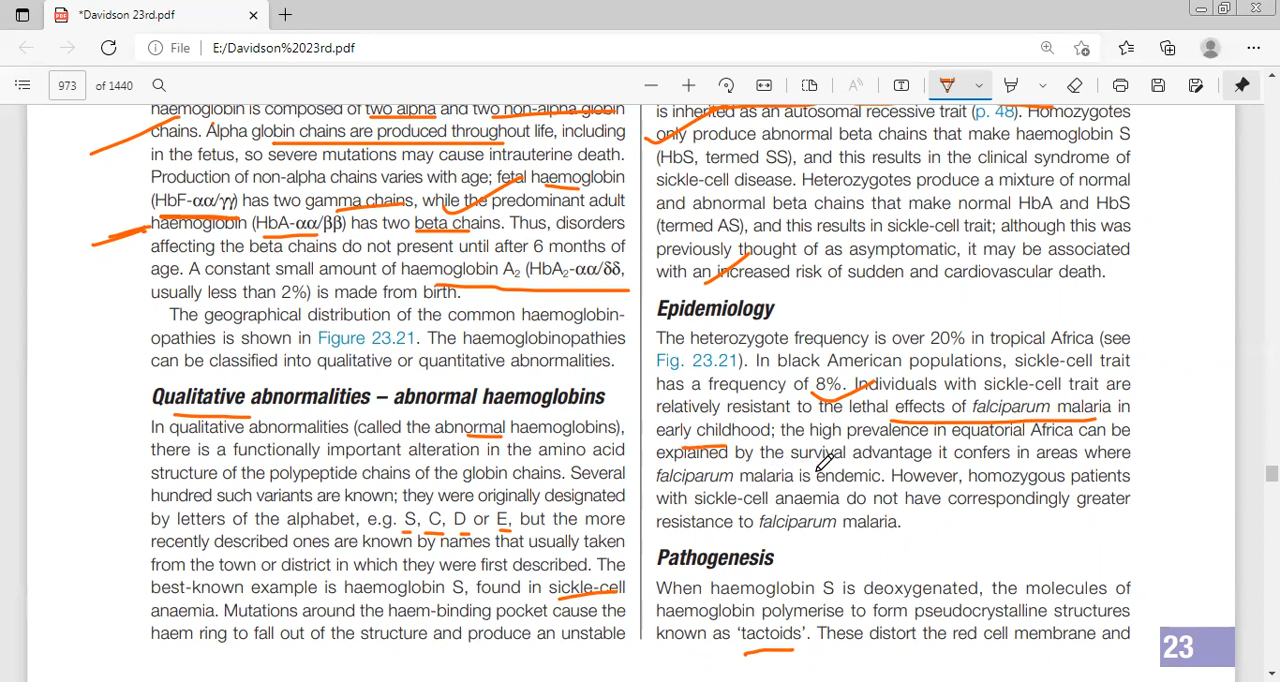 *Davidson 23rd.pdf
File E:/Davidson%2023rd.pdf
973 of 1440
haemoglobin is composed of two alpha and two non-alpha globin
chains. Alpha globin chains are produced throughout life, including
in the fetus, so severe mutations may cause intrauterine death.
Production of non-alpha chains varies with age; fetal haemoglobin
(HbF-αα/γγ) has two gamma chains, while the predominant adult
haemoglobin (HbA-αα/ββ) has two beta chains. Thus, disorders
affecting the beta chains do not present until after 6 months of
age. A constant small amount of haemoglobin A₂ (HbA₂-αα/δδ,
usually less than 2%) is made from birth.
The geographical distribution of the common haemoglobin-
opathies is shown in Figure 23.21. The haemoglobinopathies
can be classified into qualitative or quantitative abnormalities.
Qualitative abnormalities – abnormal haemoglobins
In qualitative abnormalities (called the abnormal haemoglobins),
there is a functionally important alteration in the amino acid
structure of the polypeptide chains of the globin chains. Several
hundred such variants are known; they were originally designated
by letters of the alphabet, e.g. S, C, D or E, but the more
recently described ones are known by names that usually taken
from the town or district in which they were first described. The
best-known example is haemoglobin S, found in sickle-cell
anaemia. Mutations around the haem-binding pocket cause the
haem ring to fall out of the structure and produce an unstable
is inherited as an autosomal recessive trait (p. 48). Homozygotes
only produce abnormal beta chains that make haemoglobin S
(HbS, termed SS), and this results in the clinical syndrome of
sickle-cell disease. Heterozygotes produce a mixture of normal
and abnormal beta chains that make normal HbA and HbS
(termed AS), and this results in sickle-cell trait; although this was
previously thought of as asymptomatic, it may be associated
with an increased risk of sudden and cardiovascular death.
Epidemiology
The heterozygote frequency is over 20% in tropical Africa (see
Fig. 23.21). In black American populations, sickle-cell trait
has a frequency of 8%. Individuals with sickle-cell trait are
relatively resistant to the lethal effects of falciparum malaria in
early childhood; the high prevalence in equatorial Africa can be
explained by the survival advantage it confers in areas where
falciparum malaria is endemic. However, homozygous patients
with sickle-cell anaemia do not have correspondingly greater
resistance to falciparum malaria.
Pathogenesis
When haemoglobin S is deoxygenated, the molecules of
haemoglobin polymerise to form pseudocrystalline structures
known as ‘tactoids’. These distort the red cell membrane and
23